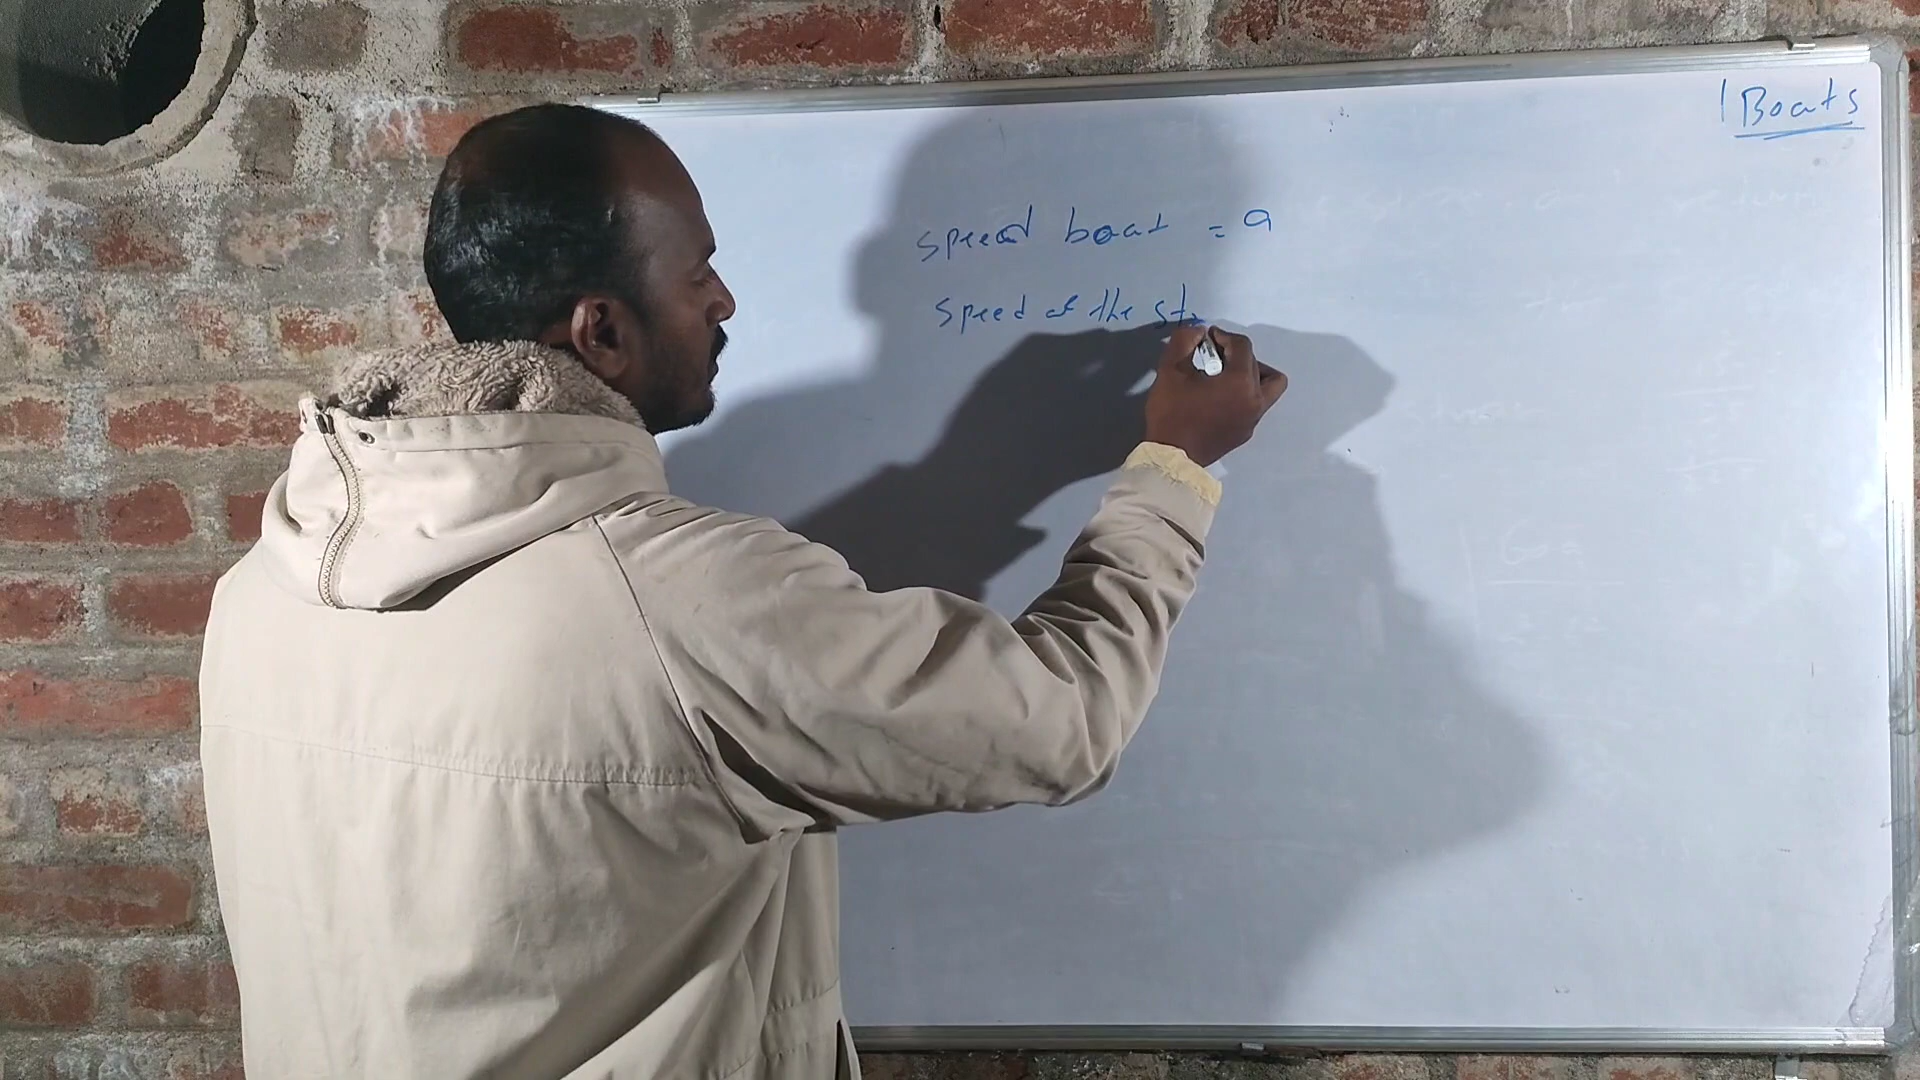 Boats
speed boat = a
speed of the st